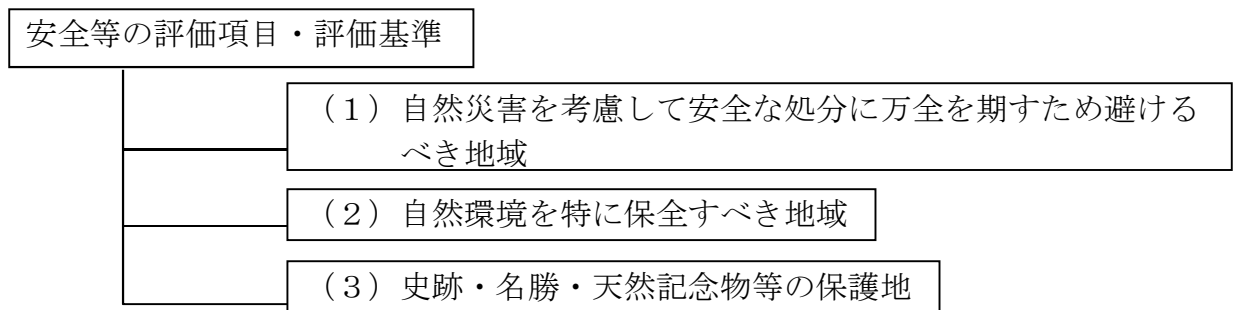 安全等の評価項目・評価基準
（１）自然災害を考慮して安全な処分に万全を期すため避ける
べき地域
（２）自然環境を特に保全すべき地域
（３）史跡・名勝・天然記念物等の保護地